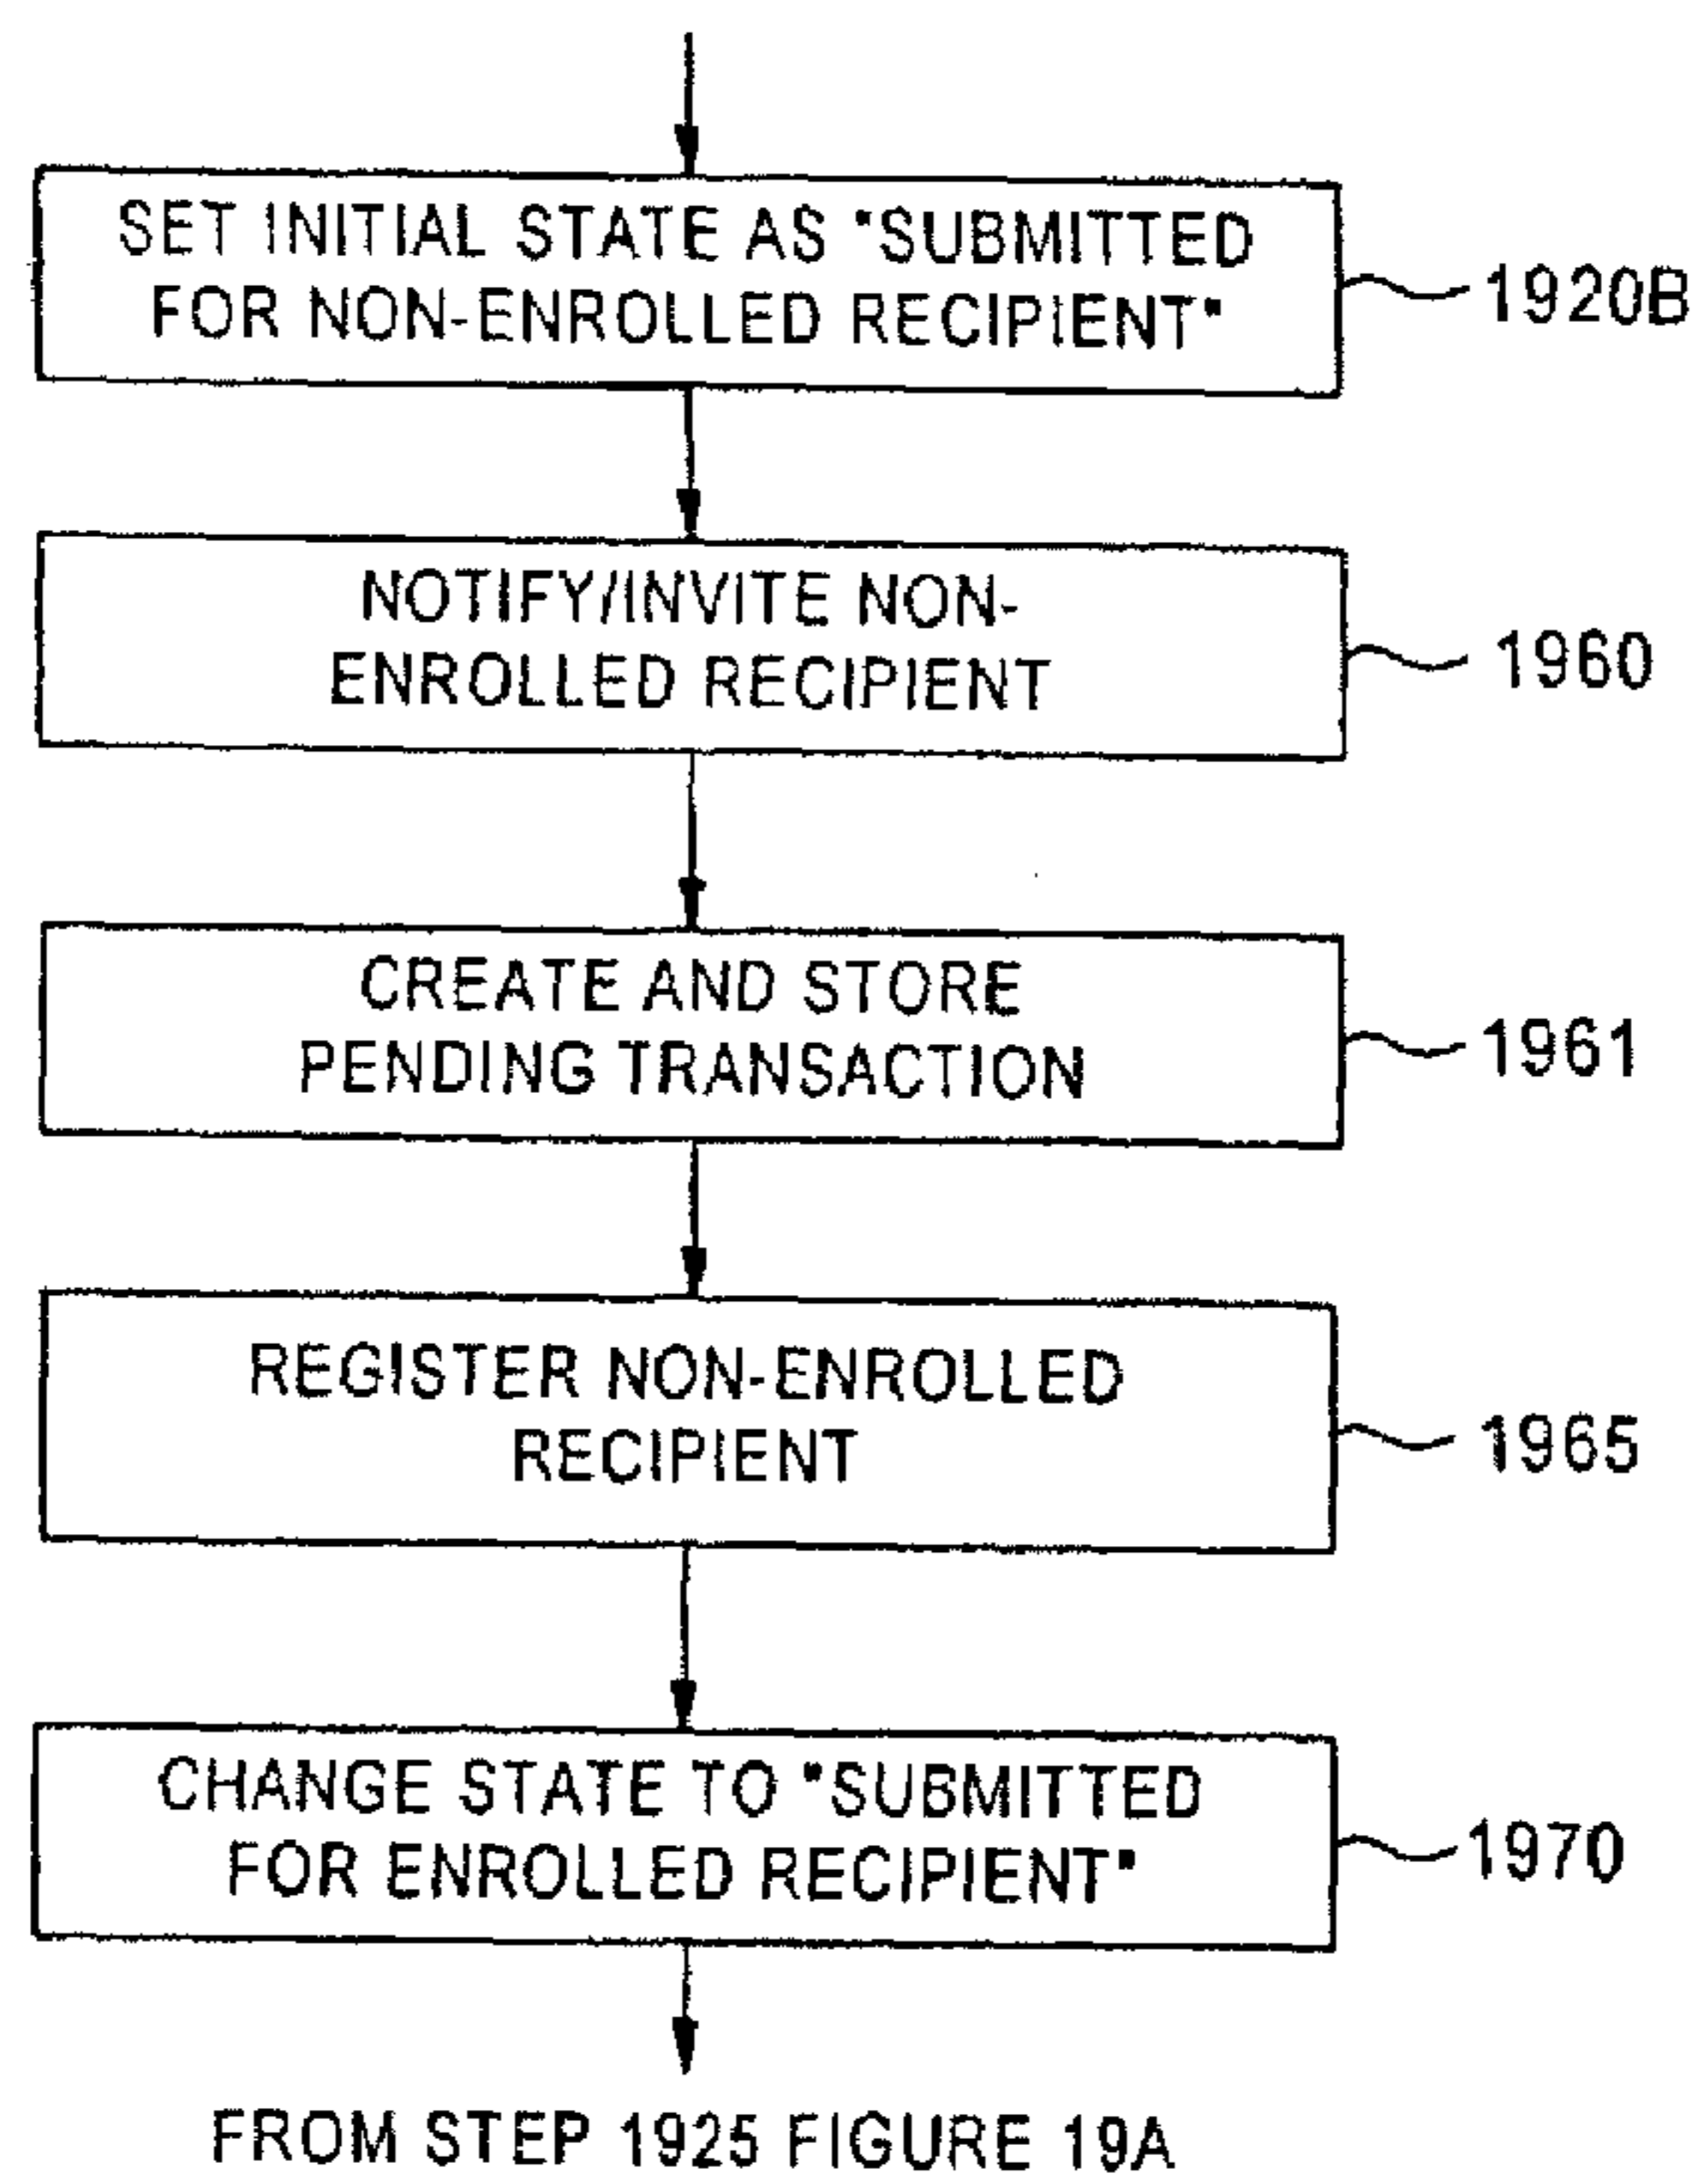 SET INITIAL STATE AS "SUBMITTED
FOR NON-ENROLLED RECIPIENT"
1920B
NOTIFY/INVITE NON-
ENROLLED RECIPIENT
1960
CREATE AND STORE
PENDING TRANSACTION
1961
REGISTER NON-ENROLLED
RECIPIENT
1965
CHANGE STATE TO "SUBMITTED
FOR ENROLLED RECIPIENT"
1970
FROM STEP 1925 FIGURE 19A